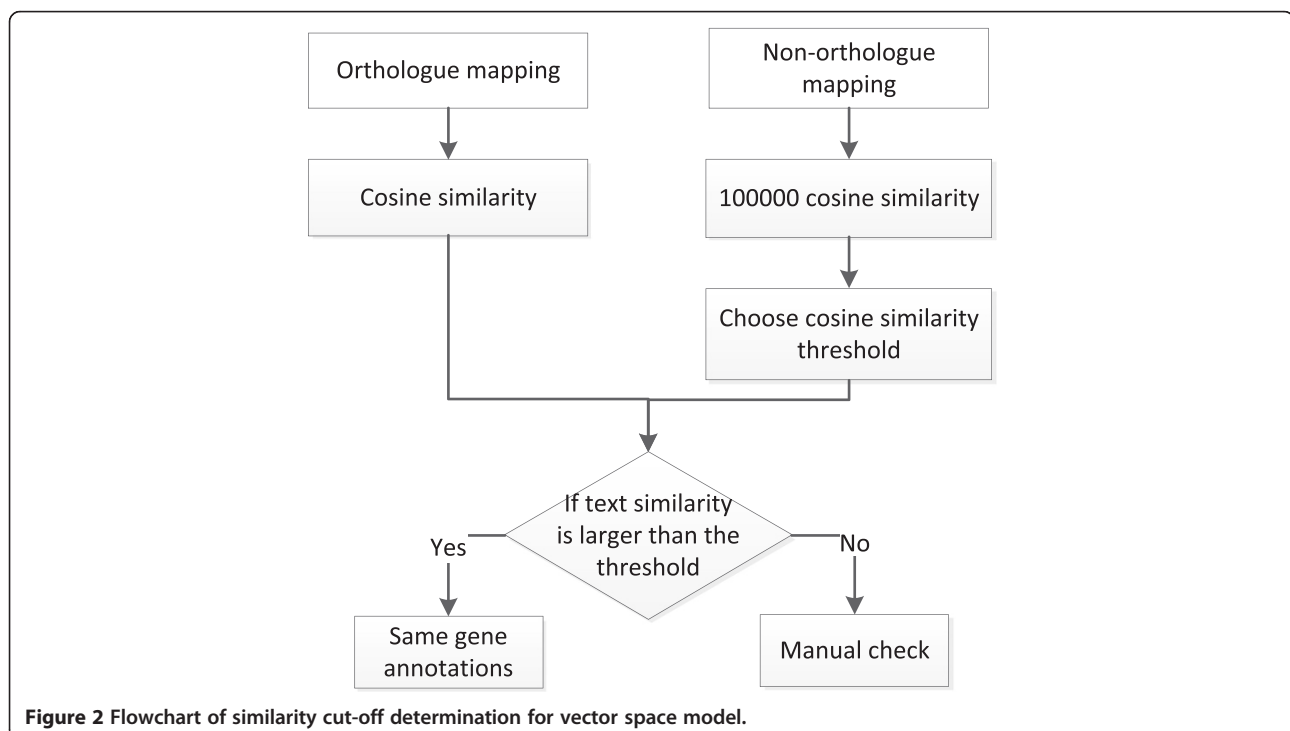 Orthologue mapping
Non-orthologue
mapping
Cosine similarity
100000 cosine similarity
Choose cosine similarity
threshold
If text similarity
is larger than the
threshold
Yes
No
Same gene
annotations
Manual check
Figure 2 Flowchart of similarity cut-off determination for vector space model.